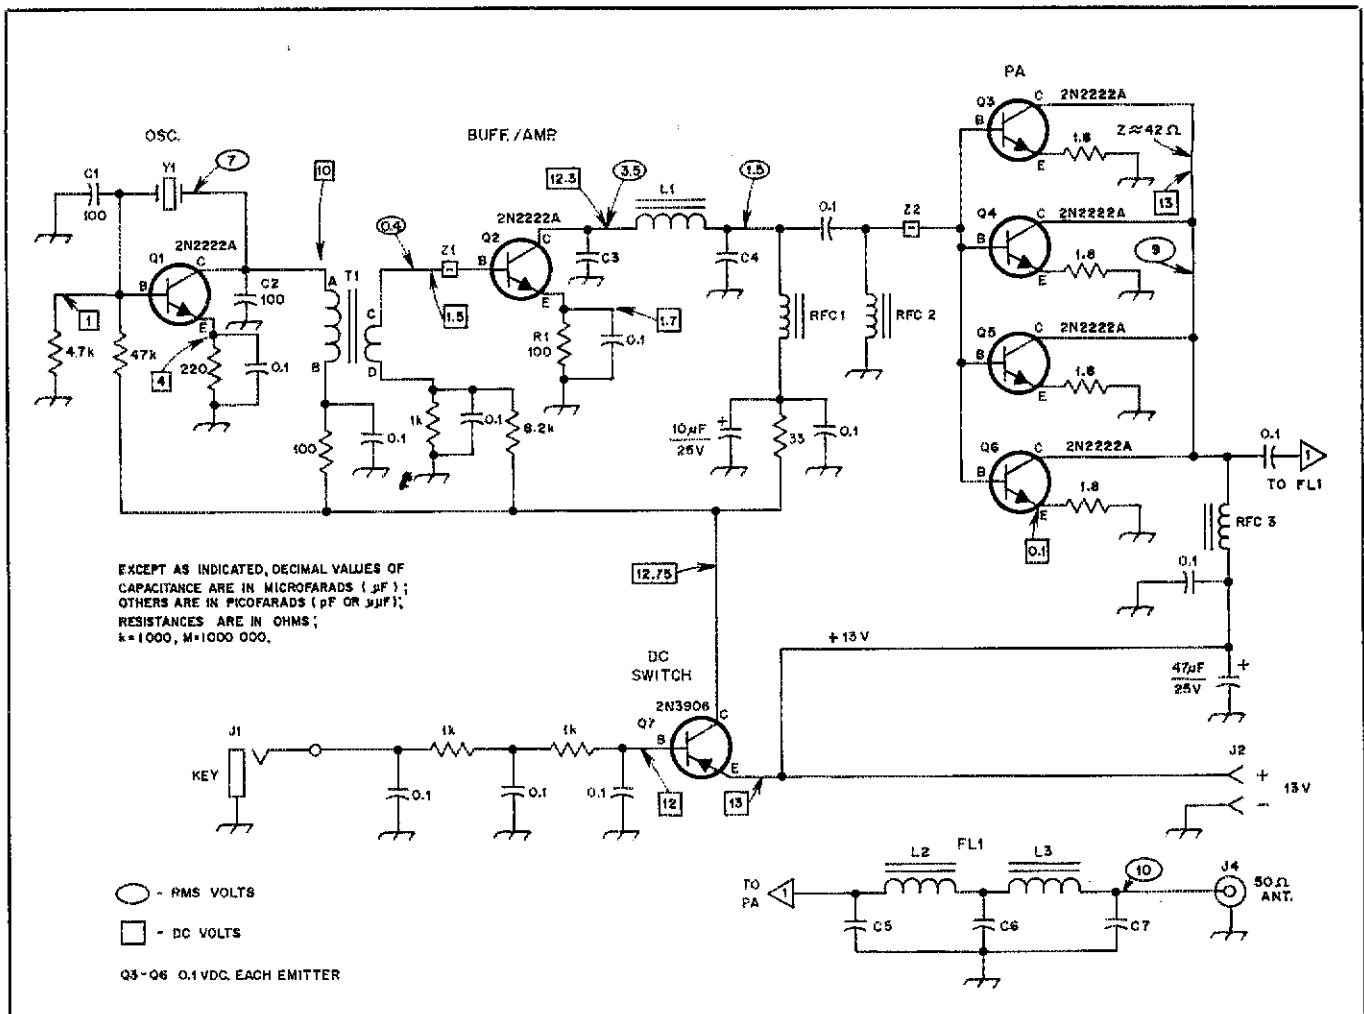 PA
OSC.
BUFF./AMP.
C1
100
Y1
7
10
2N2222A
Q1
B
C
E
1
4.7k
47k
4
220
0.1
C2
100
A
T1
B
100
0.1
0.4
C
D
1.5
1k
0.1
8.2k
Z1
2N2222A
Q2
B
C
E
12.3
3.5
C3
R1
100
0.1
1.7
L1
1.5
C4
0.1
Z2
RFC 1
RFC 2
10µF
25V
33
0.1
Q3
C
2N2222A
B
E
1.8
Z≈42Ω
13
Q4
C
2N2222A
B
E
1.8
9
Q5
C
2N2222A
B
E
1.8
Q6
C
2N2222A
B
E
1.8
0.1
0.1
1
TO FL1
RFC 3
0.1
EXCEPT AS INDICATED, DECIMAL VALUES OF
CAPACITANCE ARE IN MICROFARADS ( µF ) ;
OTHERS ARE IN PICOFARADS ( pF OR µµF);
RESISTANCES ARE IN OHMS ;
k=1000, M=1000 000.
12.75
+13V
47µF
25V
+
DC
SWITCH
2N3906
Q7
B
C
E
J1
KEY
1k
1k
0.1
0.1
0.1
12
13
J2
+
13V
−
FL1
L2
L3
10
J4
50Ω
ANT.
TO
PA
1
C5
C6
C7
- RMS VOLTS
- DC VOLTS
Q3-Q6 0.1 VDC, EACH EMITTER